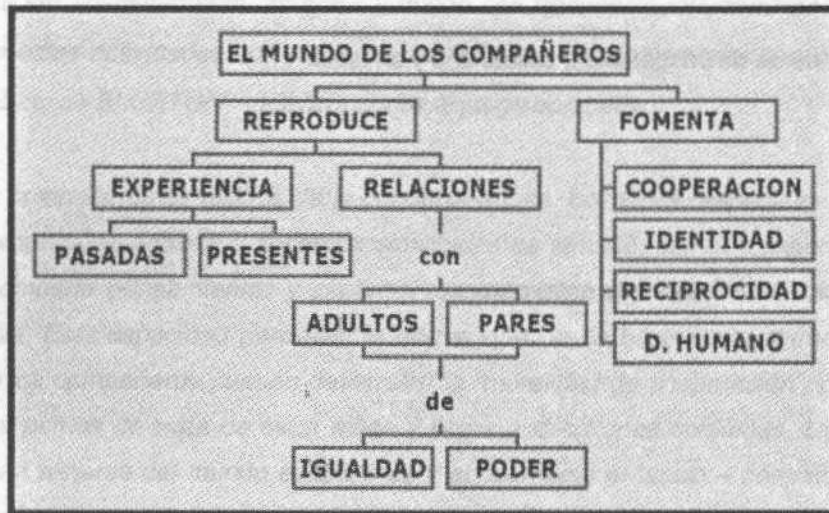 EL MUNDO DE LOS COMPAÑEROS
REPRODUCE
FOMENTA
EXPERIENCIA
RELACIONES
PASADAS
PRESENTES
con
ADULTOS
PARES
de
IGUALDAD
PODER
COOPERACION
IDENTIDAD
RECIPROCIDAD
D. HUMANO